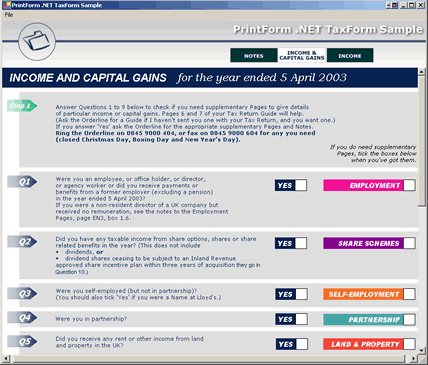 PrintForm .NET TaxForm Sample
File
PrintForm .NET TaxForm Sample
NOTES
INCOME &
CAPITAL GAINS
INCOME
INCOME AND CAPITAL GAINS for the year ended 5 April 2003
Step 1
Answer Questions 1 to 9 below to check if you need supplementary Pages to give details
of particular income or capital gains. Pages 6 and 7 of your Tax Return Guide will help.
(Ask the Orderline for a Guide if I haven't sent you one with your Tax Return, and you want one.)
If you answer 'Yes' ask the Orderline for the appropriate supplementary Pages and Notes.
Ring the Orderline on 0845 9000 404, or fax on 0845 9000 604 for any you need
(closed Christmas Day, Boxing Day and New Year's Day).
If you do need supplementary
Pages, tick the boxes below
when you've got them.
Q1
Were you an employee, or office holder, or director,
or agency worker or did you receive payments or
benefits from a former employer (excluding a pension)
in the year ended 5 April 2003?
If you were a non-resident director of a UK company but
received no remuneration, see the notes to the Employment
Pages, page EN3, box 1.6.
YES
EMPLOYMENT
Q2
Did you have any taxable income from share options, shares or share
related benefits in the year? (This does not include
• dividends, or
• dividend shares ceasing to be subject to an Inland Revenue
approved share incentive plan within three years of acquisition they go in
Question 10.)
YES
SHARE SCHEMES
Q3
Were you self-employed (but not in partnership)?
(You should also tick 'Yes' if you were a Name at Lloyd's.)
YES
SELF-EMPLOYMENT
Q4
Were you in partnership?
YES
PARTNERSHIP
Q5
Did you receive any rent or other income from land
and property in the UK?
YES
LAND & PROPERTY